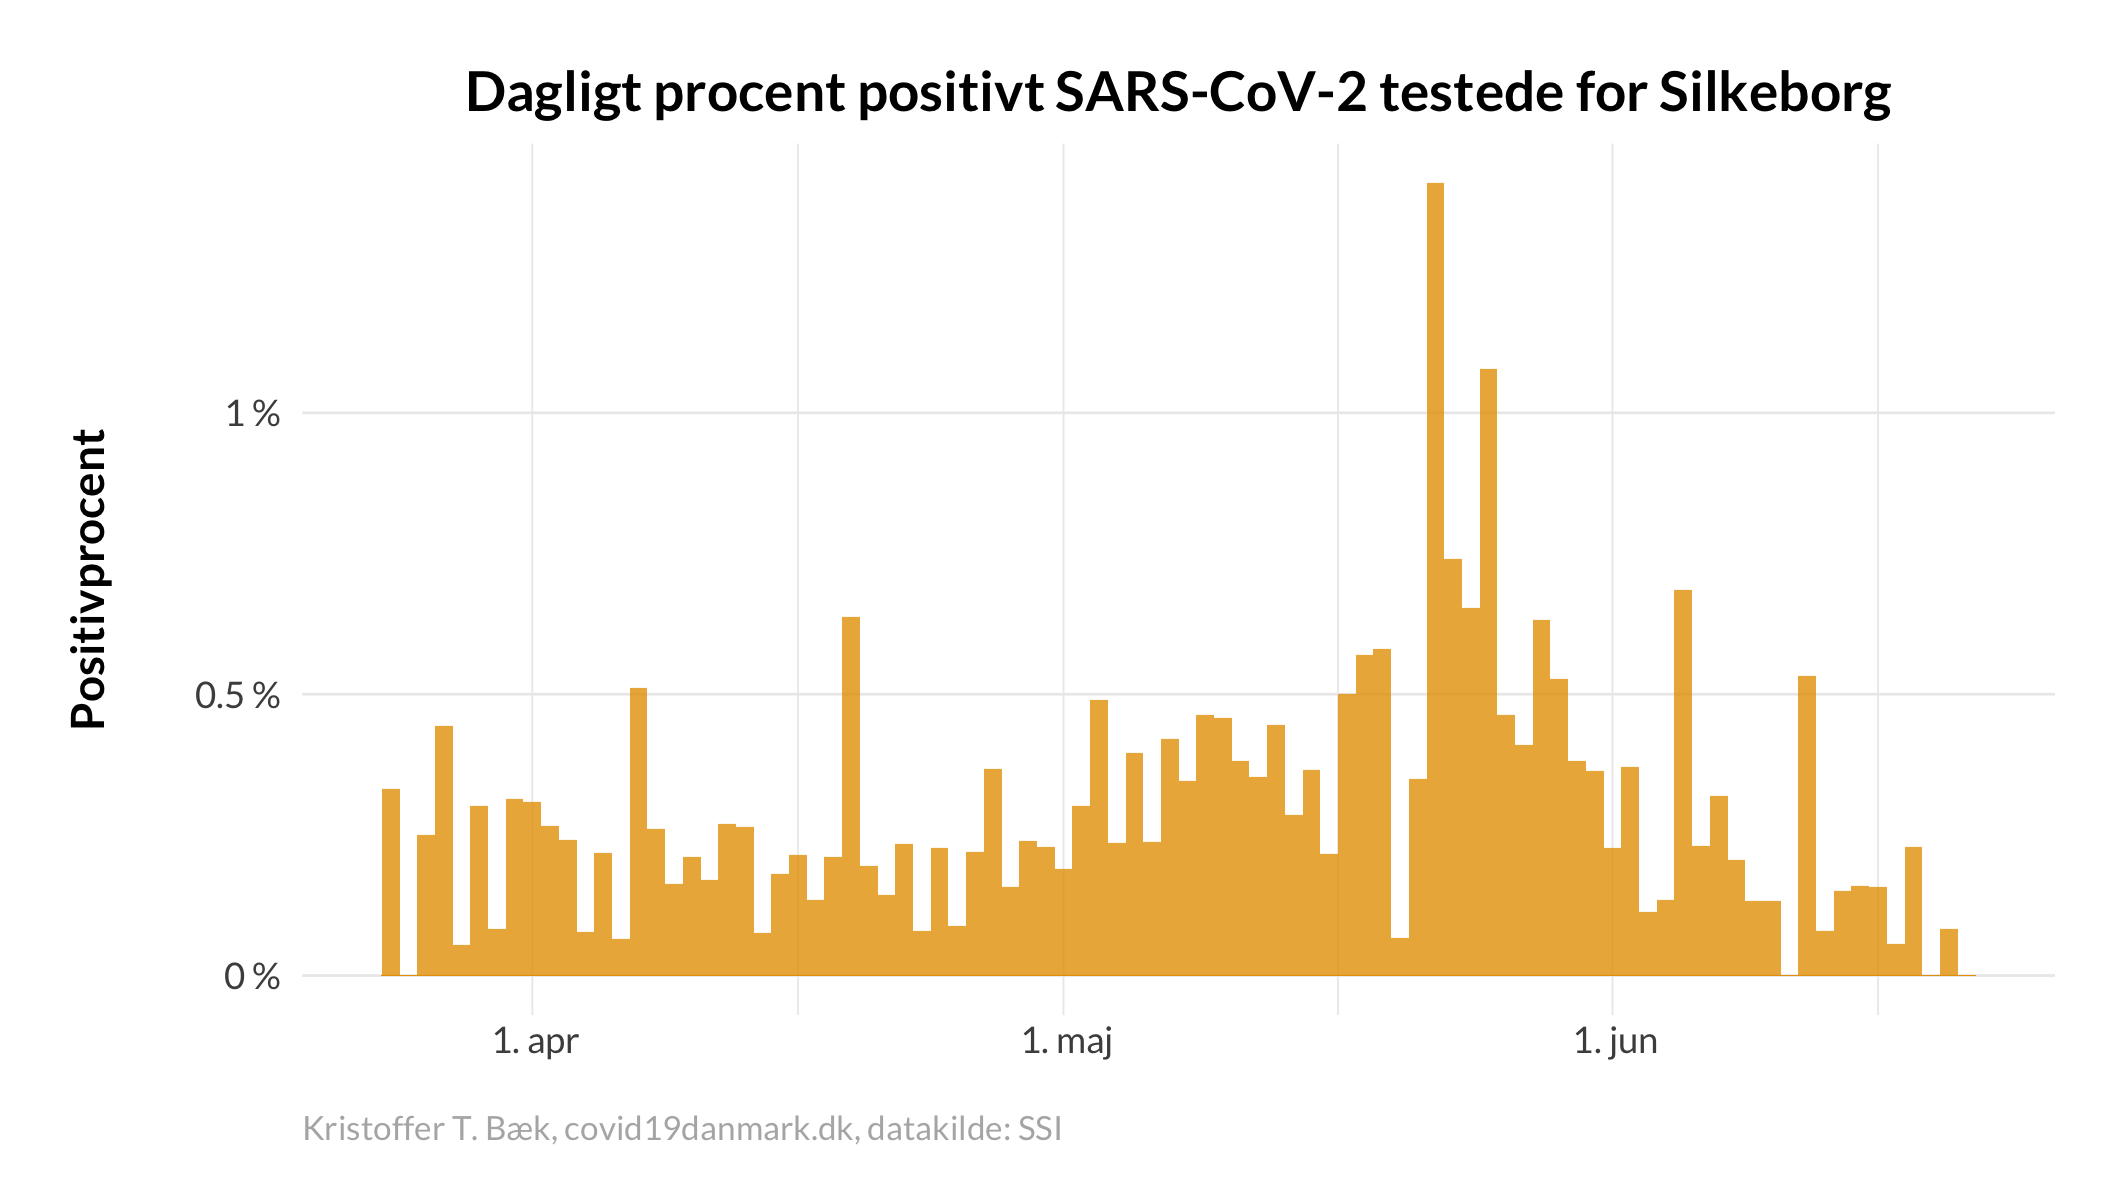 Dagligt procent positivt SARS-CoV-2 testede for Silkeborg
Positivprocent
1 %
0.5 %
0 %
1. apr
1. maj
1. jun
Kristoffer T. Bæk, covid19danmark.dk, datakilde: SSI